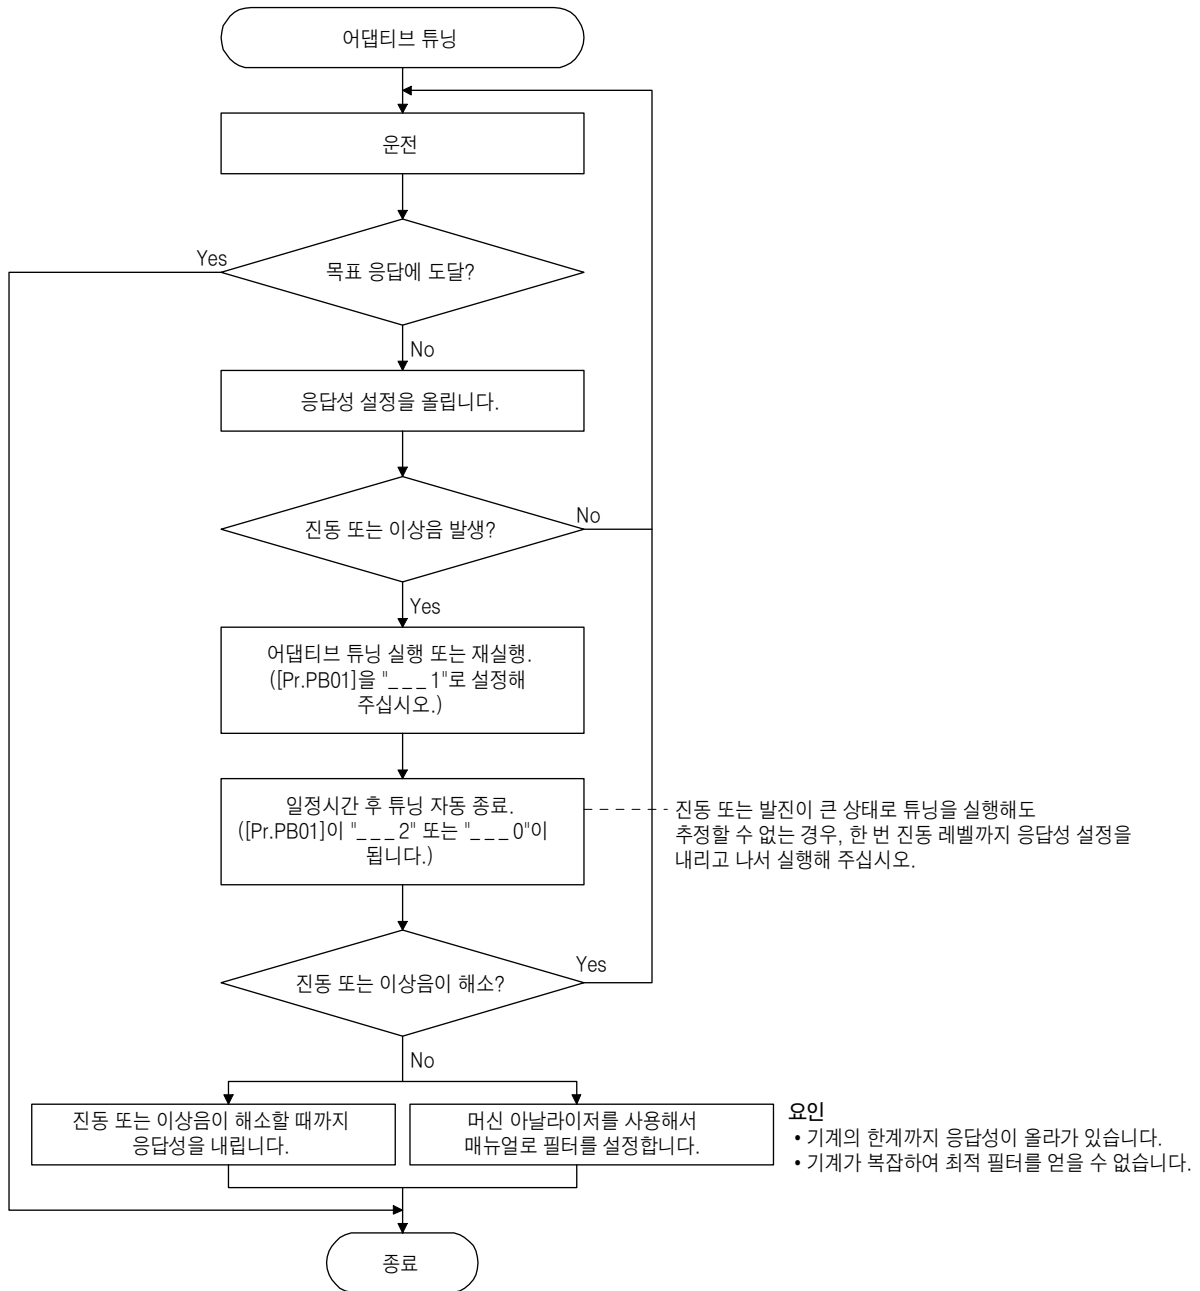 어댑티브 튜닝
운전
Yes
목표 응답에 도달?
No
응답성 설정을 올립니다.
진동 또는 이상음 발생?
No
Yes
어댑티브 튜닝 실행 또는 재실행.
([Pr.PB01]을 "_ _ _ 1"로 설정해
주십시오.)
일정시간 후 튜닝 자동 종료.
([Pr.PB01]이 "_ _ _ 2" 또는 "_ _ _ 0"이
됩니다.)
진동 또는 발진이 큰 상태로 튜닝을 실행해도
추정할 수 없는 경우, 한 번 진동 레벨까지 응답성 설정을
내리고 나서 실행해 주십시오.
진동 또는 이상음이 해소?
Yes
No
진동 또는 이상음이 해소할 때까지
응답성을 내립니다.
머신 아날라이저를 사용해서
매뉴얼로 필터를 설정합니다.
요인
• 기계의 한계까지 응답성이 올라가 있습니다.
• 기계가 복잡하여 최적 필터를 얻을 수 없습니다.
종료